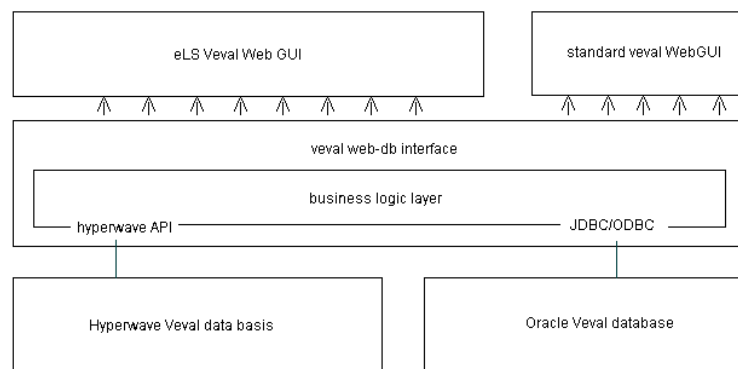 eLS Veval Web GUI
standard veval WebGUI
veval web-db interface
business logic layer
hyperwave API
JDBC/ODBC
Hyperwave Veval data basis
Oracle Veval database